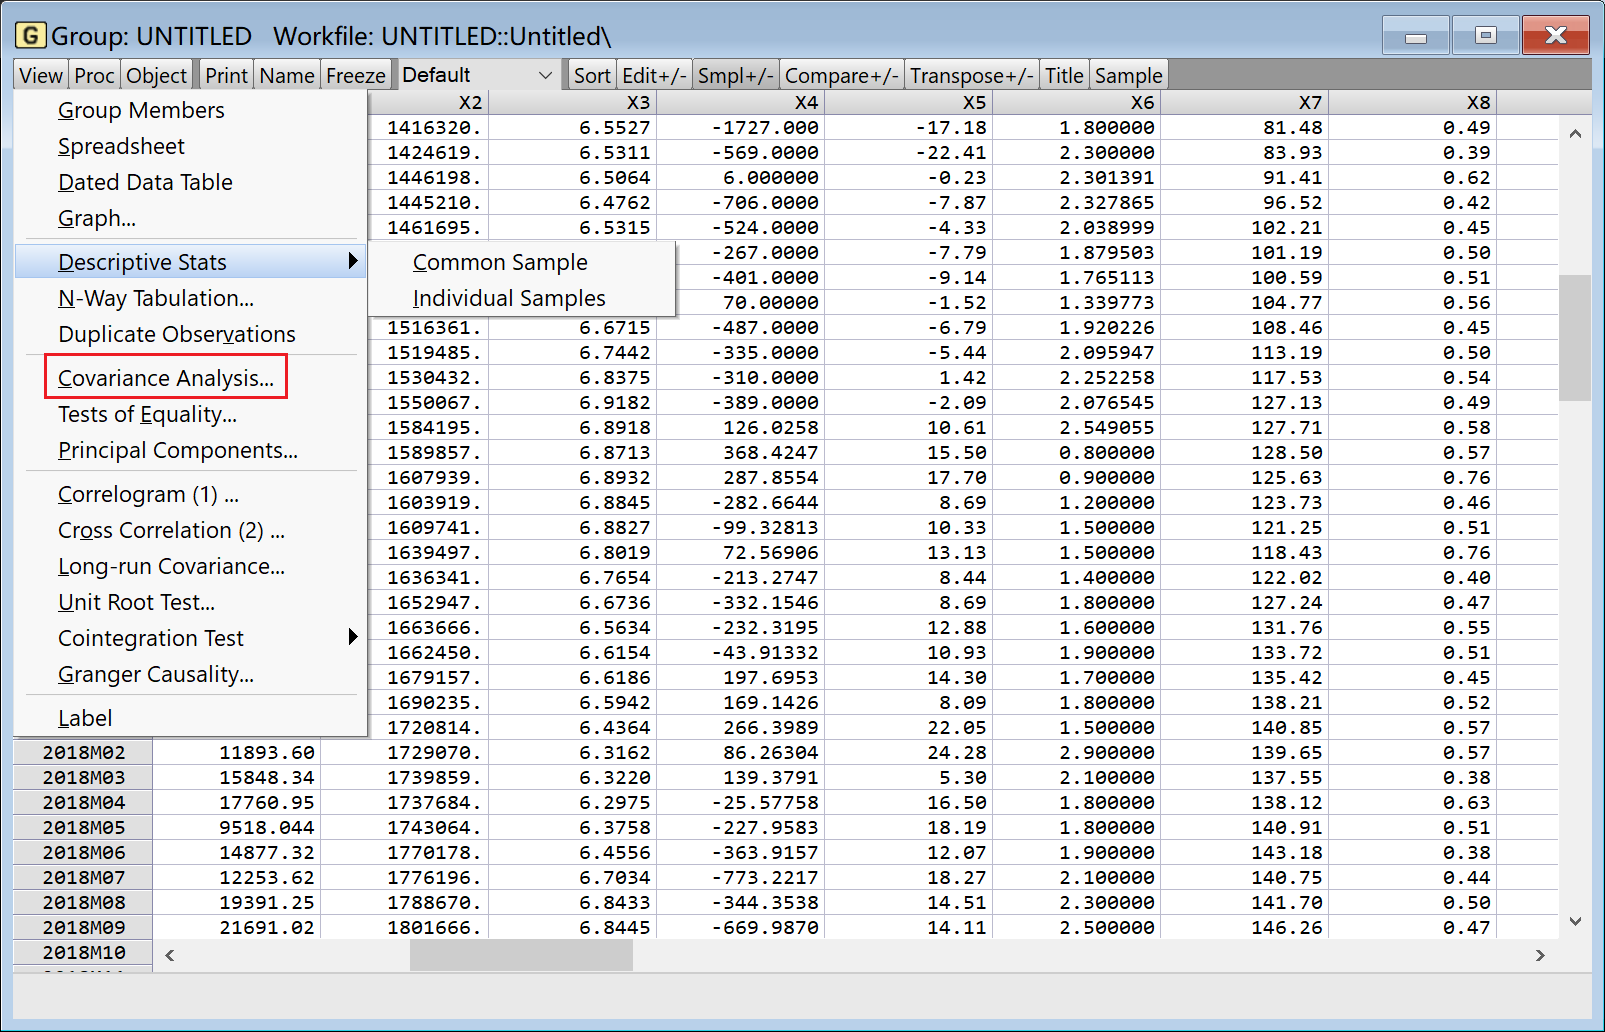 G Group: UNTITLED Workfile: UNTITLED::Untitled\
View Proc Object Print Name Freeze Default Sort Edit+/- Smpl+/- Compare+/- Transpose+/- Title Sample
X2 X3 X4 X5 X6 X7 X8
Group Members
Spreadsheet
Dated Data Table
Graph...
Descriptive Stats
N-Way Tabulation...
Duplicate Observations
Covariance Analysis...
Tests of Equality...
Principal Components...
Correlogram (1) ...
Cross Correlation (2) ...
Long-run Covariance...
Unit Root Test...
Cointegration Test
Granger Causality...
Label
Common Sample
Individual Samples
1416320. 6.5527 -1727.000 -17.18 1.800000 81.48 0.49
1424619. 6.5311 -569.0000 -22.41 2.300000 83.93 0.39
1446198. 6.5064 6.000000 -0.23 2.301391 91.41 0.62
1445210. 6.4762 -706.0000 -7.87 2.327865 96.52 0.42
1461695. 6.5315 -524.0000 -4.33 2.038999 102.21 0.45
-267.0000 -7.79 1.879503 101.19 0.50
-401.0000 -9.14 1.765113 100.59 0.51
70.00000 -1.52 1.339773 104.77 0.56
1516361. 6.6715 -487.0000 -6.79 1.920226 108.46 0.45
1519485. 6.7442 -335.0000 -5.44 2.095947 113.19 0.50
1530432. 6.8375 -310.0000 1.42 2.252258 117.53 0.54
1550067. 6.9182 -389.0000 -2.09 2.076545 127.13 0.49
1584195. 6.8918 126.0258 10.61 2.549055 127.71 0.58
1589857. 6.8713 368.4247 15.50 0.800000 128.50 0.57
1607939. 6.8932 287.8554 17.70 0.900000 125.63 0.76
1603919. 6.8845 -282.6644 8.69 1.200000 123.73 0.46
1609741. 6.8827 -99.32813 10.33 1.500000 121.25 0.51
1639497. 6.8019 72.56906 13.13 1.500000 118.43 0.76
1636341. 6.7654 -213.2747 8.44 1.400000 122.02 0.40
1652947. 6.6736 -332.1546 8.69 1.800000 127.24 0.47
1663666. 6.5634 -232.3195 12.88 1.600000 131.76 0.55
1662450. 6.6154 -43.91332 10.93 1.900000 133.72 0.51
1679157. 6.6186 197.6953 14.30 1.700000 135.42 0.45
1690235. 6.5942 169.1426 8.09 1.800000 138.21 0.52
1720814. 6.4364 266.3989 22.05 1.500000 140.85 0.57
2018M02 11893.60 1729070. 6.3162 86.26304 24.28 2.900000 139.65 0.57
2018M03 15848.34 1739859. 6.3220 139.3791 5.30 2.100000 137.55 0.38
2018M04 17760.95 1737684. 6.2975 -25.57758 16.50 1.800000 138.12 0.63
2018M05 9518.044 1743064. 6.3758 -227.9583 18.19 1.800000 140.91 0.51
2018M06 14877.32 1770178. 6.4556 -363.9157 12.07 1.900000 143.18 0.38
2018M07 12253.62 1776196. 6.7034 -773.2217 18.27 2.100000 140.75 0.44
2018M08 19391.25 1788670. 6.8433 -344.3538 14.51 2.300000 141.70 0.50
2018M09 21691.02 1801666. 6.8445 -669.9870 14.11 2.500000 146.26 0.47
2018M10